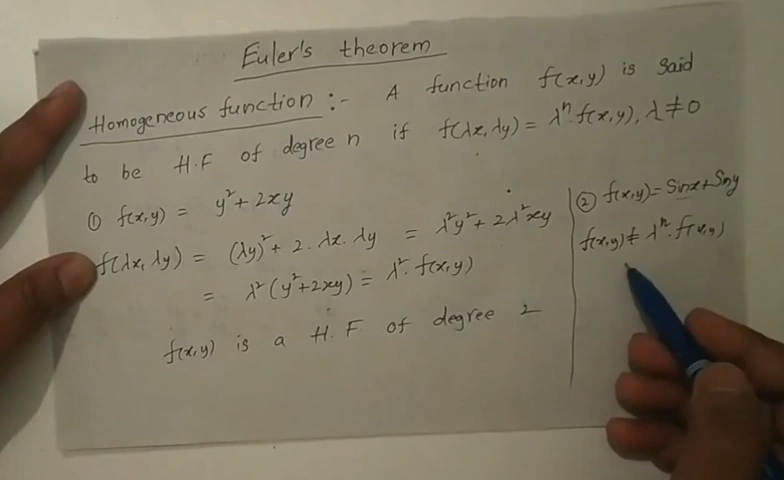 Euler's theorem
Homogeneous function :- A function f(x,y) is said
to be H.F of degree n if f(λx, λy) = λⁿ. f(x,y), λ ≠ 0
① f(x,y) = y² + 2xy
f(λx, λy) = (λy)² + 2. λx. λy = λ²y² + 2λ²xy
= λ² (y² + 2xy) = λ². f(x,y)
f(x,y) is a H.F. of degree 2
② f(x,y) = Sinx + Siny
f(x,y) ≠ λⁿ. f(x,y)